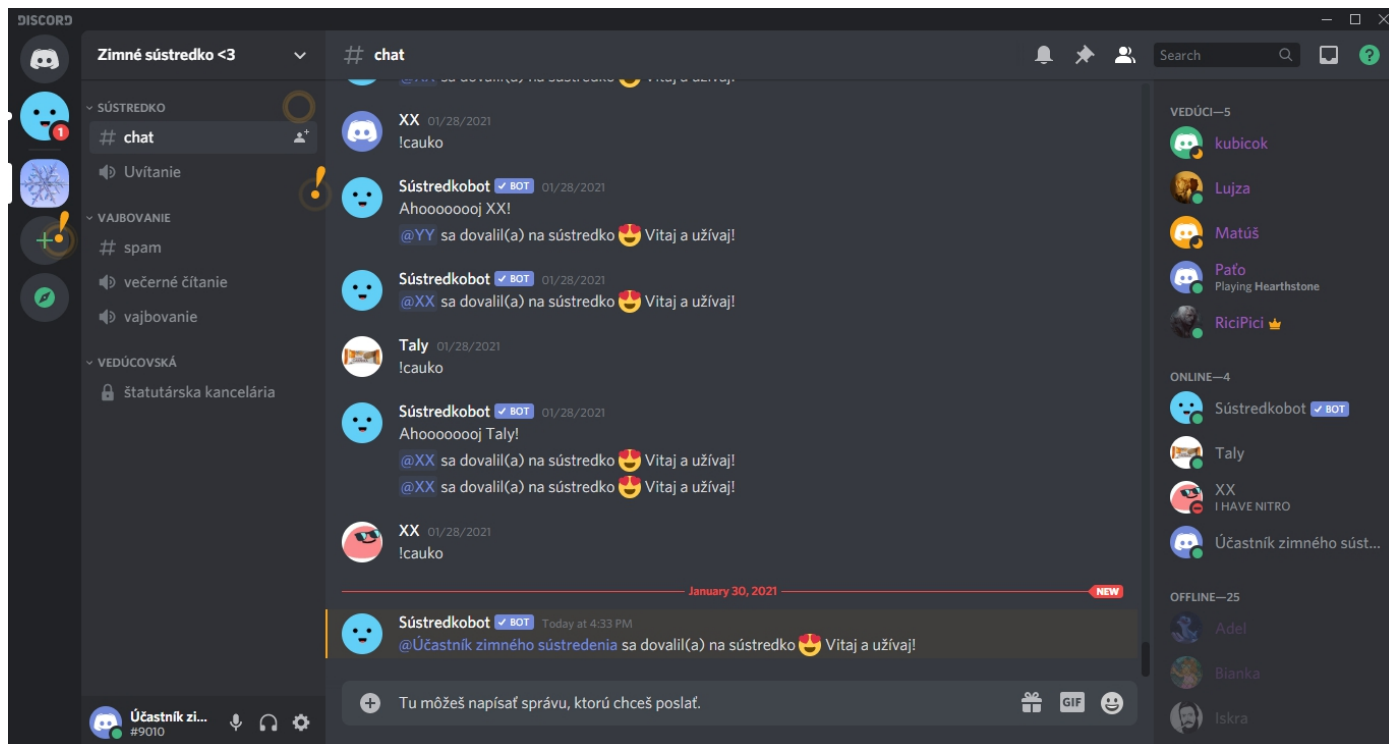 DISCORD
Zimné sústredko <3
# chat
Search
SÚSTREDKO
# chat
Uvítanie
VAJBOVANIE
# spam
večerné čítanie
vajbovanie
VEDÚCOVSKÁ
štatutárska kancelária
Účastník zi...
#9010
1
@XX sa dovalil(a) na sústredko Vitaj a užívaj!
XX 01/28/2021
!cauko
Sústredkobot BOT 01/28/2021
Ahoooooooj XX!
@YY sa dovalil(a) na sústredko Vitaj a užívaj!
Sústredkobot BOT 01/28/2021
@XX sa dovalil(a) na sústredko Vitaj a užívaj!
Taly 01/28/2021
!cauko
Sústredkobot BOT 01/28/2021
Ahoooooooj Taly!
@XX sa dovalil(a) na sústredko Vitaj a užívaj!
@XX sa dovalil(a) na sústredko Vitaj a užívaj!
XX 01/28/2021
!cauko
January 30, 2021 NEW
Sústredkobot BOT Today at 4:33 PM
@Účastník zimného sústredenia sa dovalil(a) na sústredko Vitaj a užívaj!
Tu môžeš napísať správu, ktorú chceš poslať.
GIF
VEDÚCI—5
kubicok
Lujza
Matúš
Paťo
Playing Hearthstone
RiciPici
ONLINE—4
Sústredkobot BOT
Taly
XX
I HAVE NITRO
Účastník zimného súst...
OFFLINE—25
Adel
Bianka
Iskra